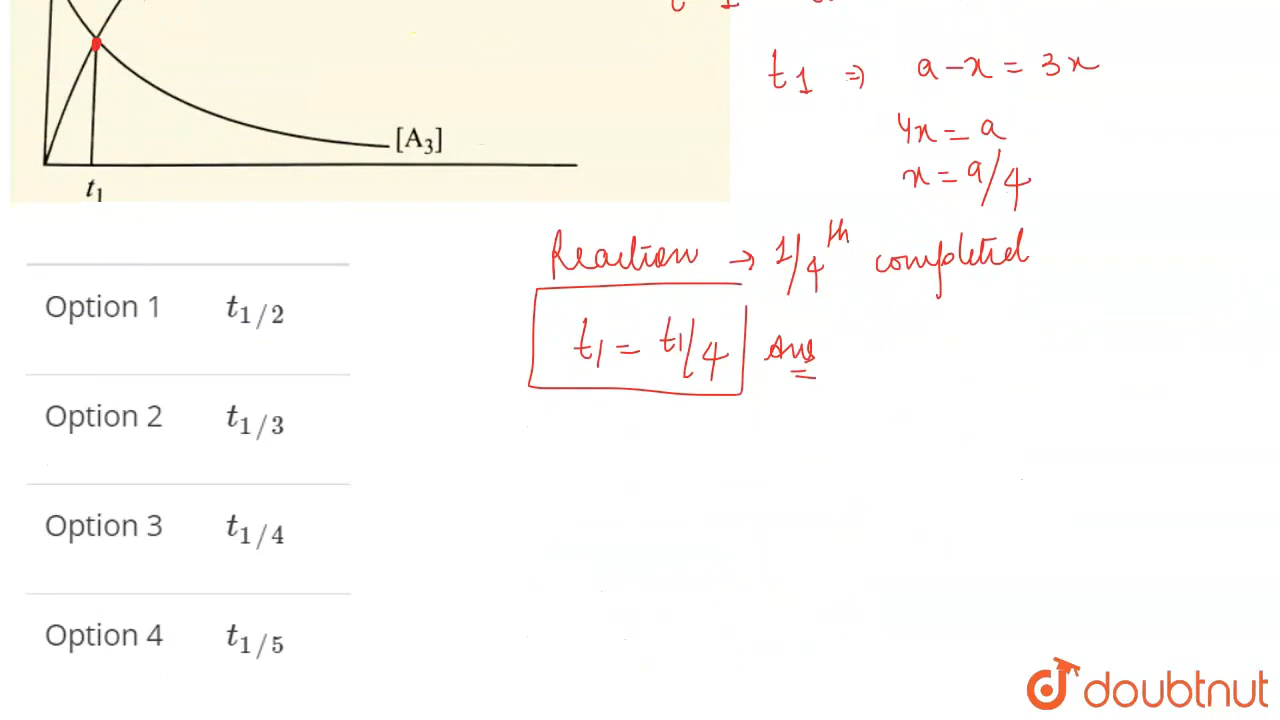 t1 ⇒ a-x = 3x
4x = a
x = a/4
[A3]
t1
Reaction → 1/4th completed
t1 = t1/4 Ans
Option 1 t1/2
Option 2 t1/3
Option 3 t1/4
Option 4 t1/5
doubtnut